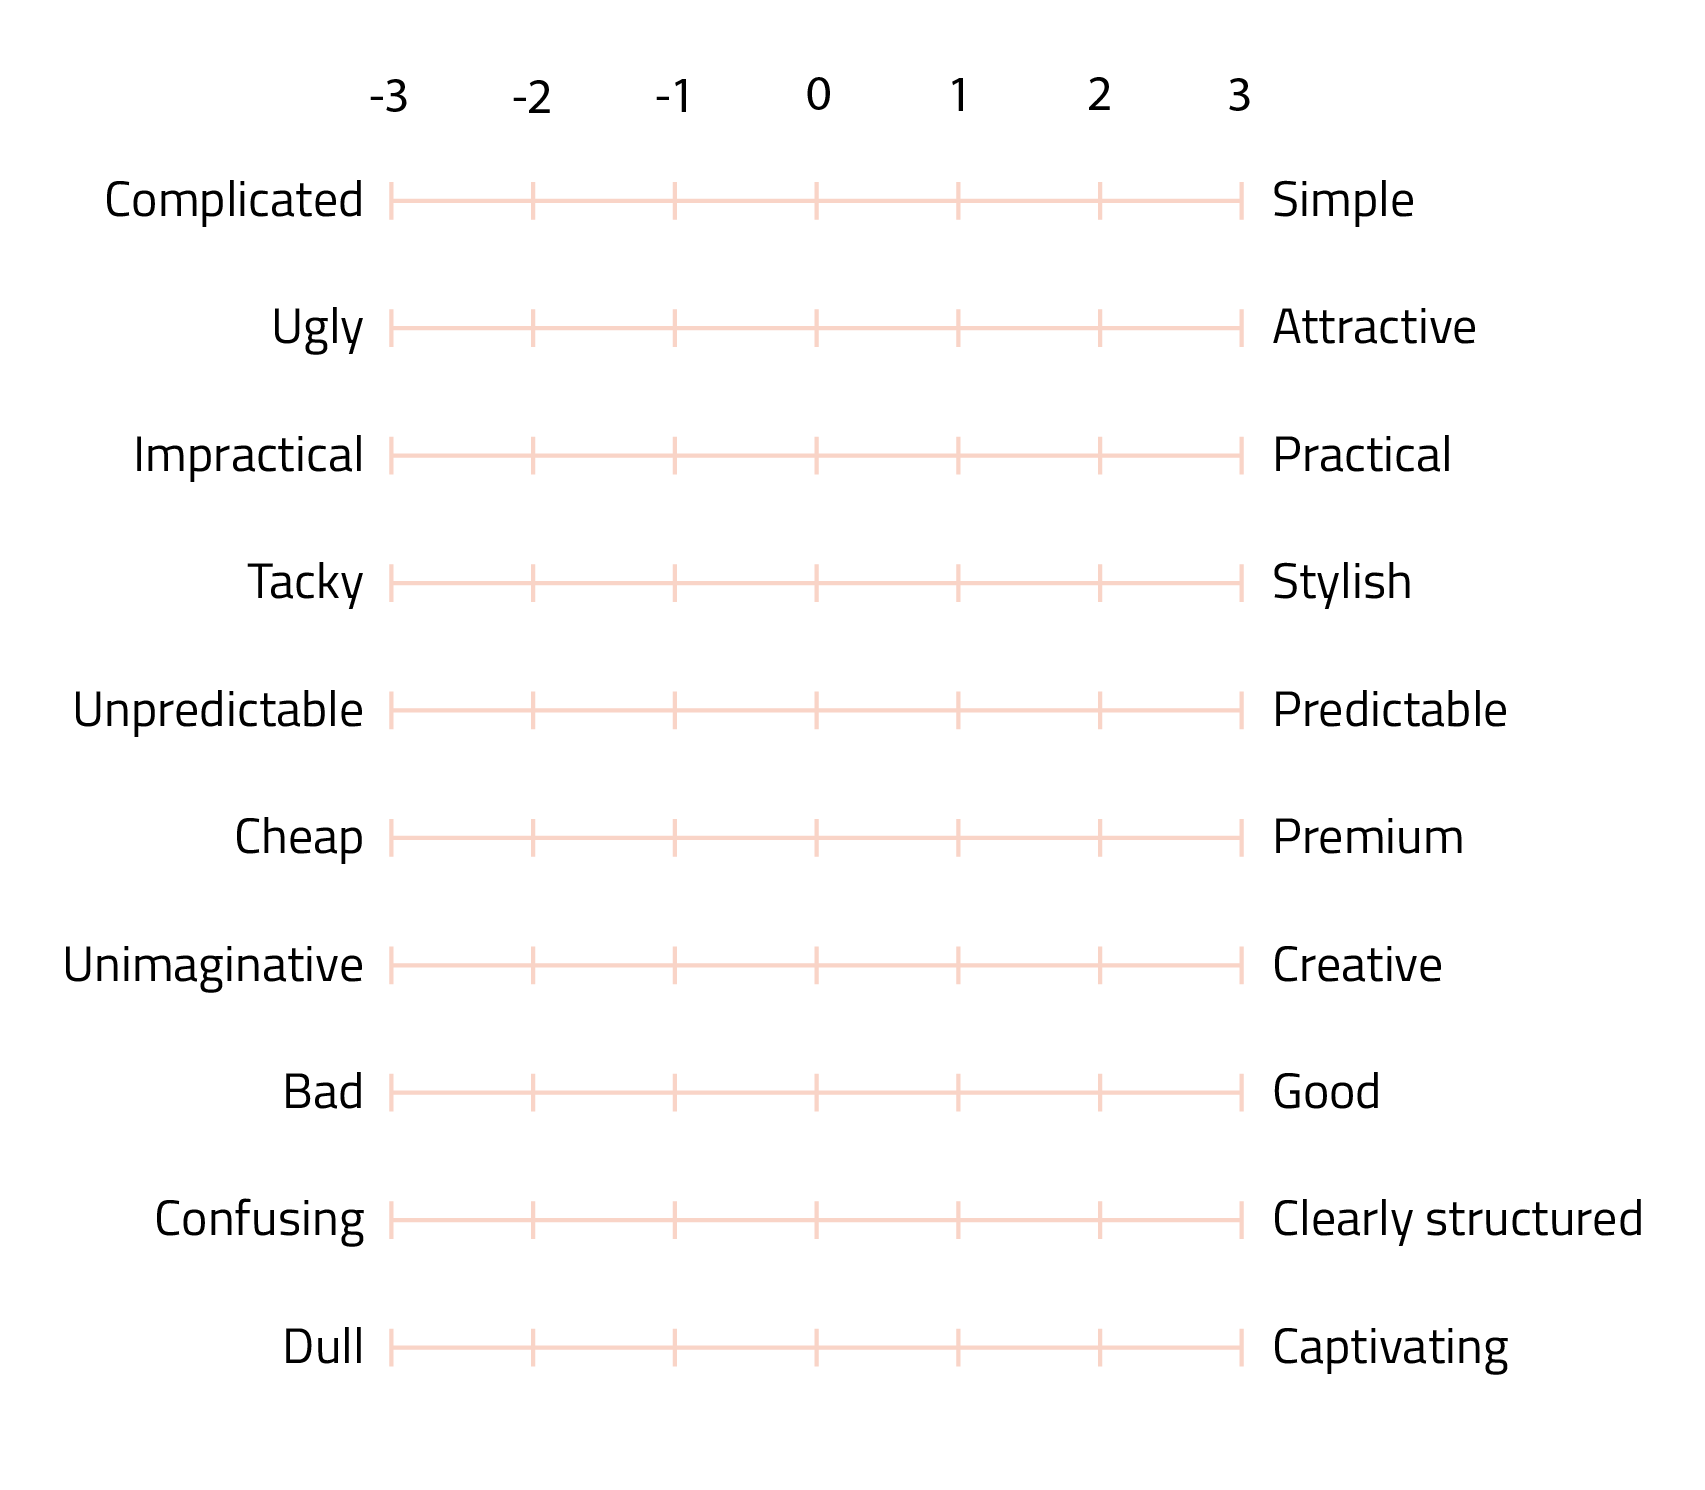 -3 -2 -1 0 1 2 3
Complicated Simple
Ugly Attractive
Impractical Practical
Tacky Stylish
Unpredictable Predictable
Cheap Premium
Unimaginative Creative
Bad Good
Confusing Clearly structured
Dull Captivating